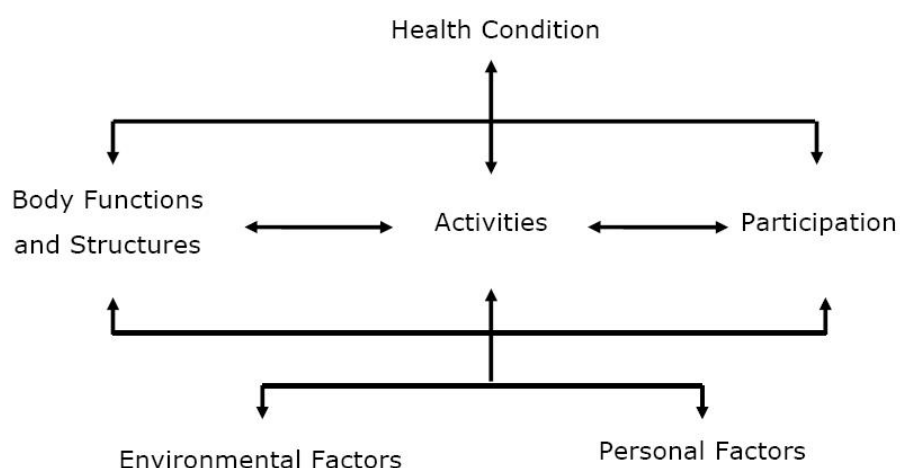 Health Condition
Body Functions
and Structures
Activities
Participation
Environmental Factors
Personal Factors